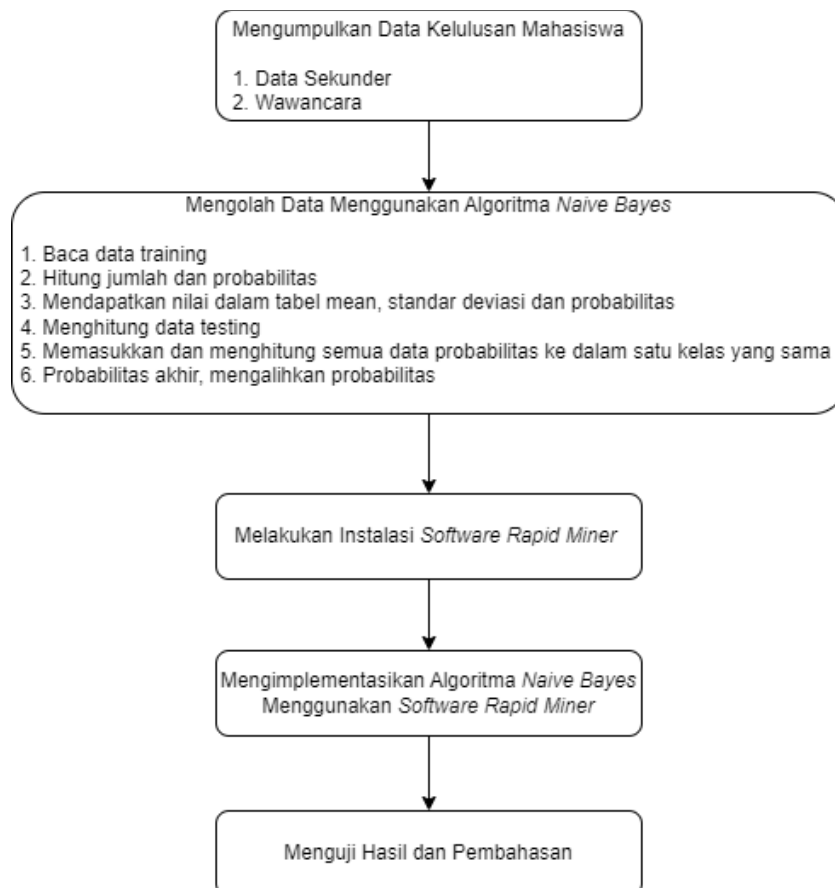 Mengumpulkan Data Kelulusan Mahasiswa
1. Data Sekunder
2. Wawancara
Mengolah Data Menggunakan Algoritma Naive Bayes
1. Baca data training
2. Hitung jumlah dan probabilitas
3. Mendapatkan nilai dalam tabel mean, standar deviasi dan probabilitas
4. Menghitung data testing
5. Memasukkan dan menghitung semua data probabilitas ke dalam satu kelas yang sama
6. Probabilitas akhir, mengalihkan probabilitas
Melakukan Instalasi Software Rapid Miner
Mengimplementasikan Algoritma Naive Bayes
Menggunakan Software Rapid Miner
Menguji Hasil dan Pembahasan